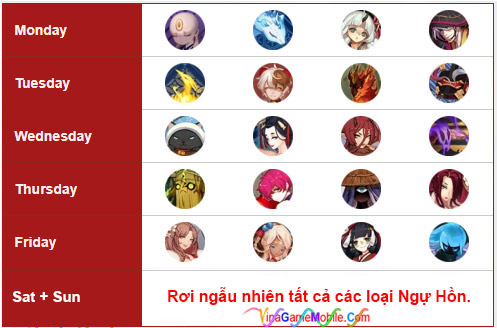 Monday
Tuesday
Wednesday
Thursday
Friday
Sat + Sun
Rơi ngẫu nhiên tất cả các loại Ngự Hồn.
VinaGameMobile.Com